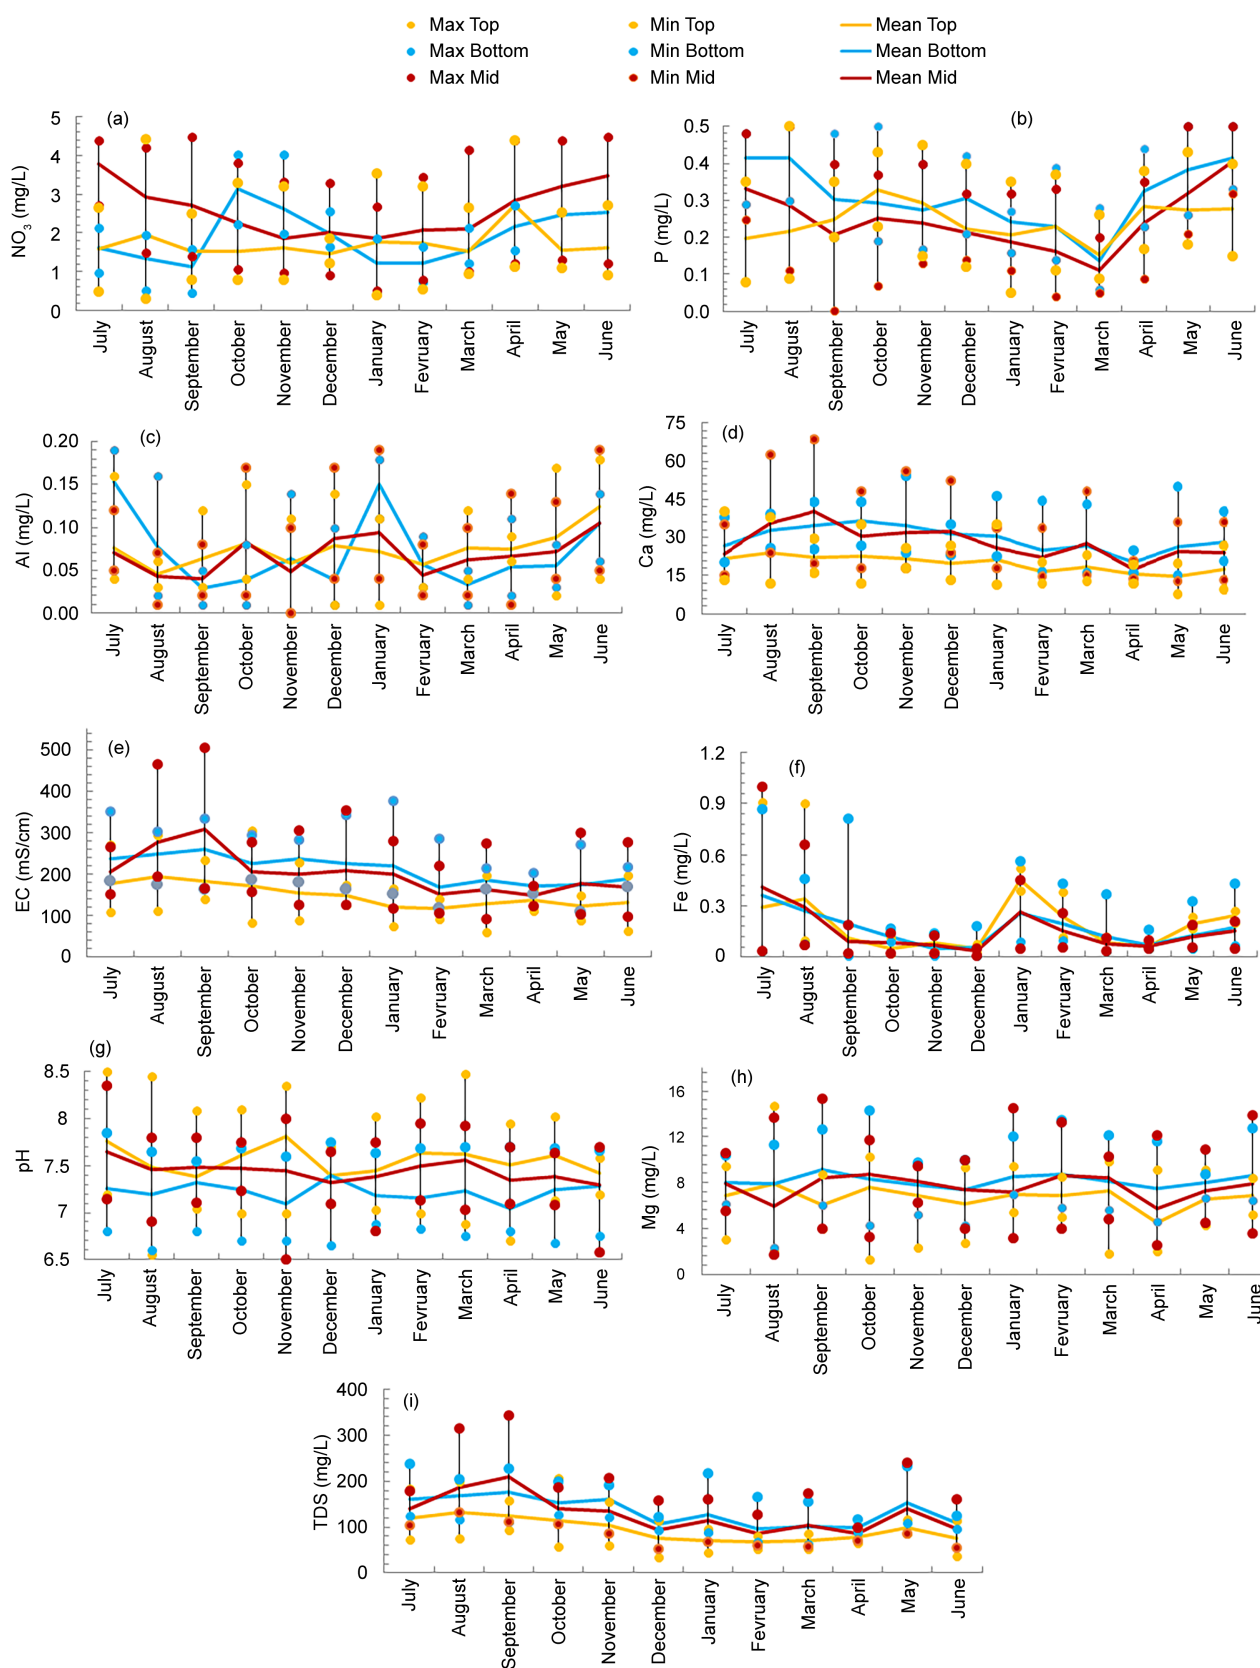 Max Top Min Top Mean Top
Max Bottom Min Bottom Mean Bottom
Max Mid Min Mid Mean Mid
(a)
NO3 (mg/L)
5
4
3
2
1
0
July August September October November December January Fevruary March April May June
(b)
P (mg/L)
0.5
0.4
0.3
0.2
0.1
0.0
July August September October November December January Fevruary March April May June
(c)
Al (mg/L)
0.20
0.15
0.10
0.05
0.00
July August September October November December January Fevruary March April May June
(d)
Ca (mg/L)
75
60
45
30
15
0
July August September October November December January Fevruary March April May June
(e)
EC (mS/cm)
500
400
300
200
100
0
July August September October November December January Fevruary March April May June
(f)
Fe (mg/L)
1.2
0.9
0.6
0.3
0
July August September October November December January Fevruary March April May June
(g)
pH
8.5
8
7.5
7
6.5
July August September October November December January Fevruary March April May June
(h)
Mg (mg/L)
16
12
8
4
0
July August September October November December January Fevruary March April May June
(i)
TDS (mg/L)
400
300
200
100
0
July August September October November December January Fevruary March April May June